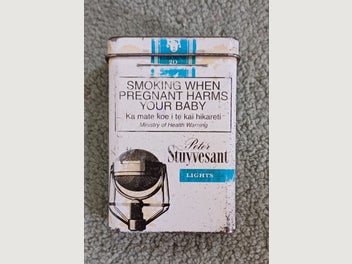 20
SMOKING WHEN
PREGNANT HARMS
YOUR BABY
Ka mate koe i te kai hikareti
Ministry of Health Warning
Peter
Stuyvesant
LIGHTS